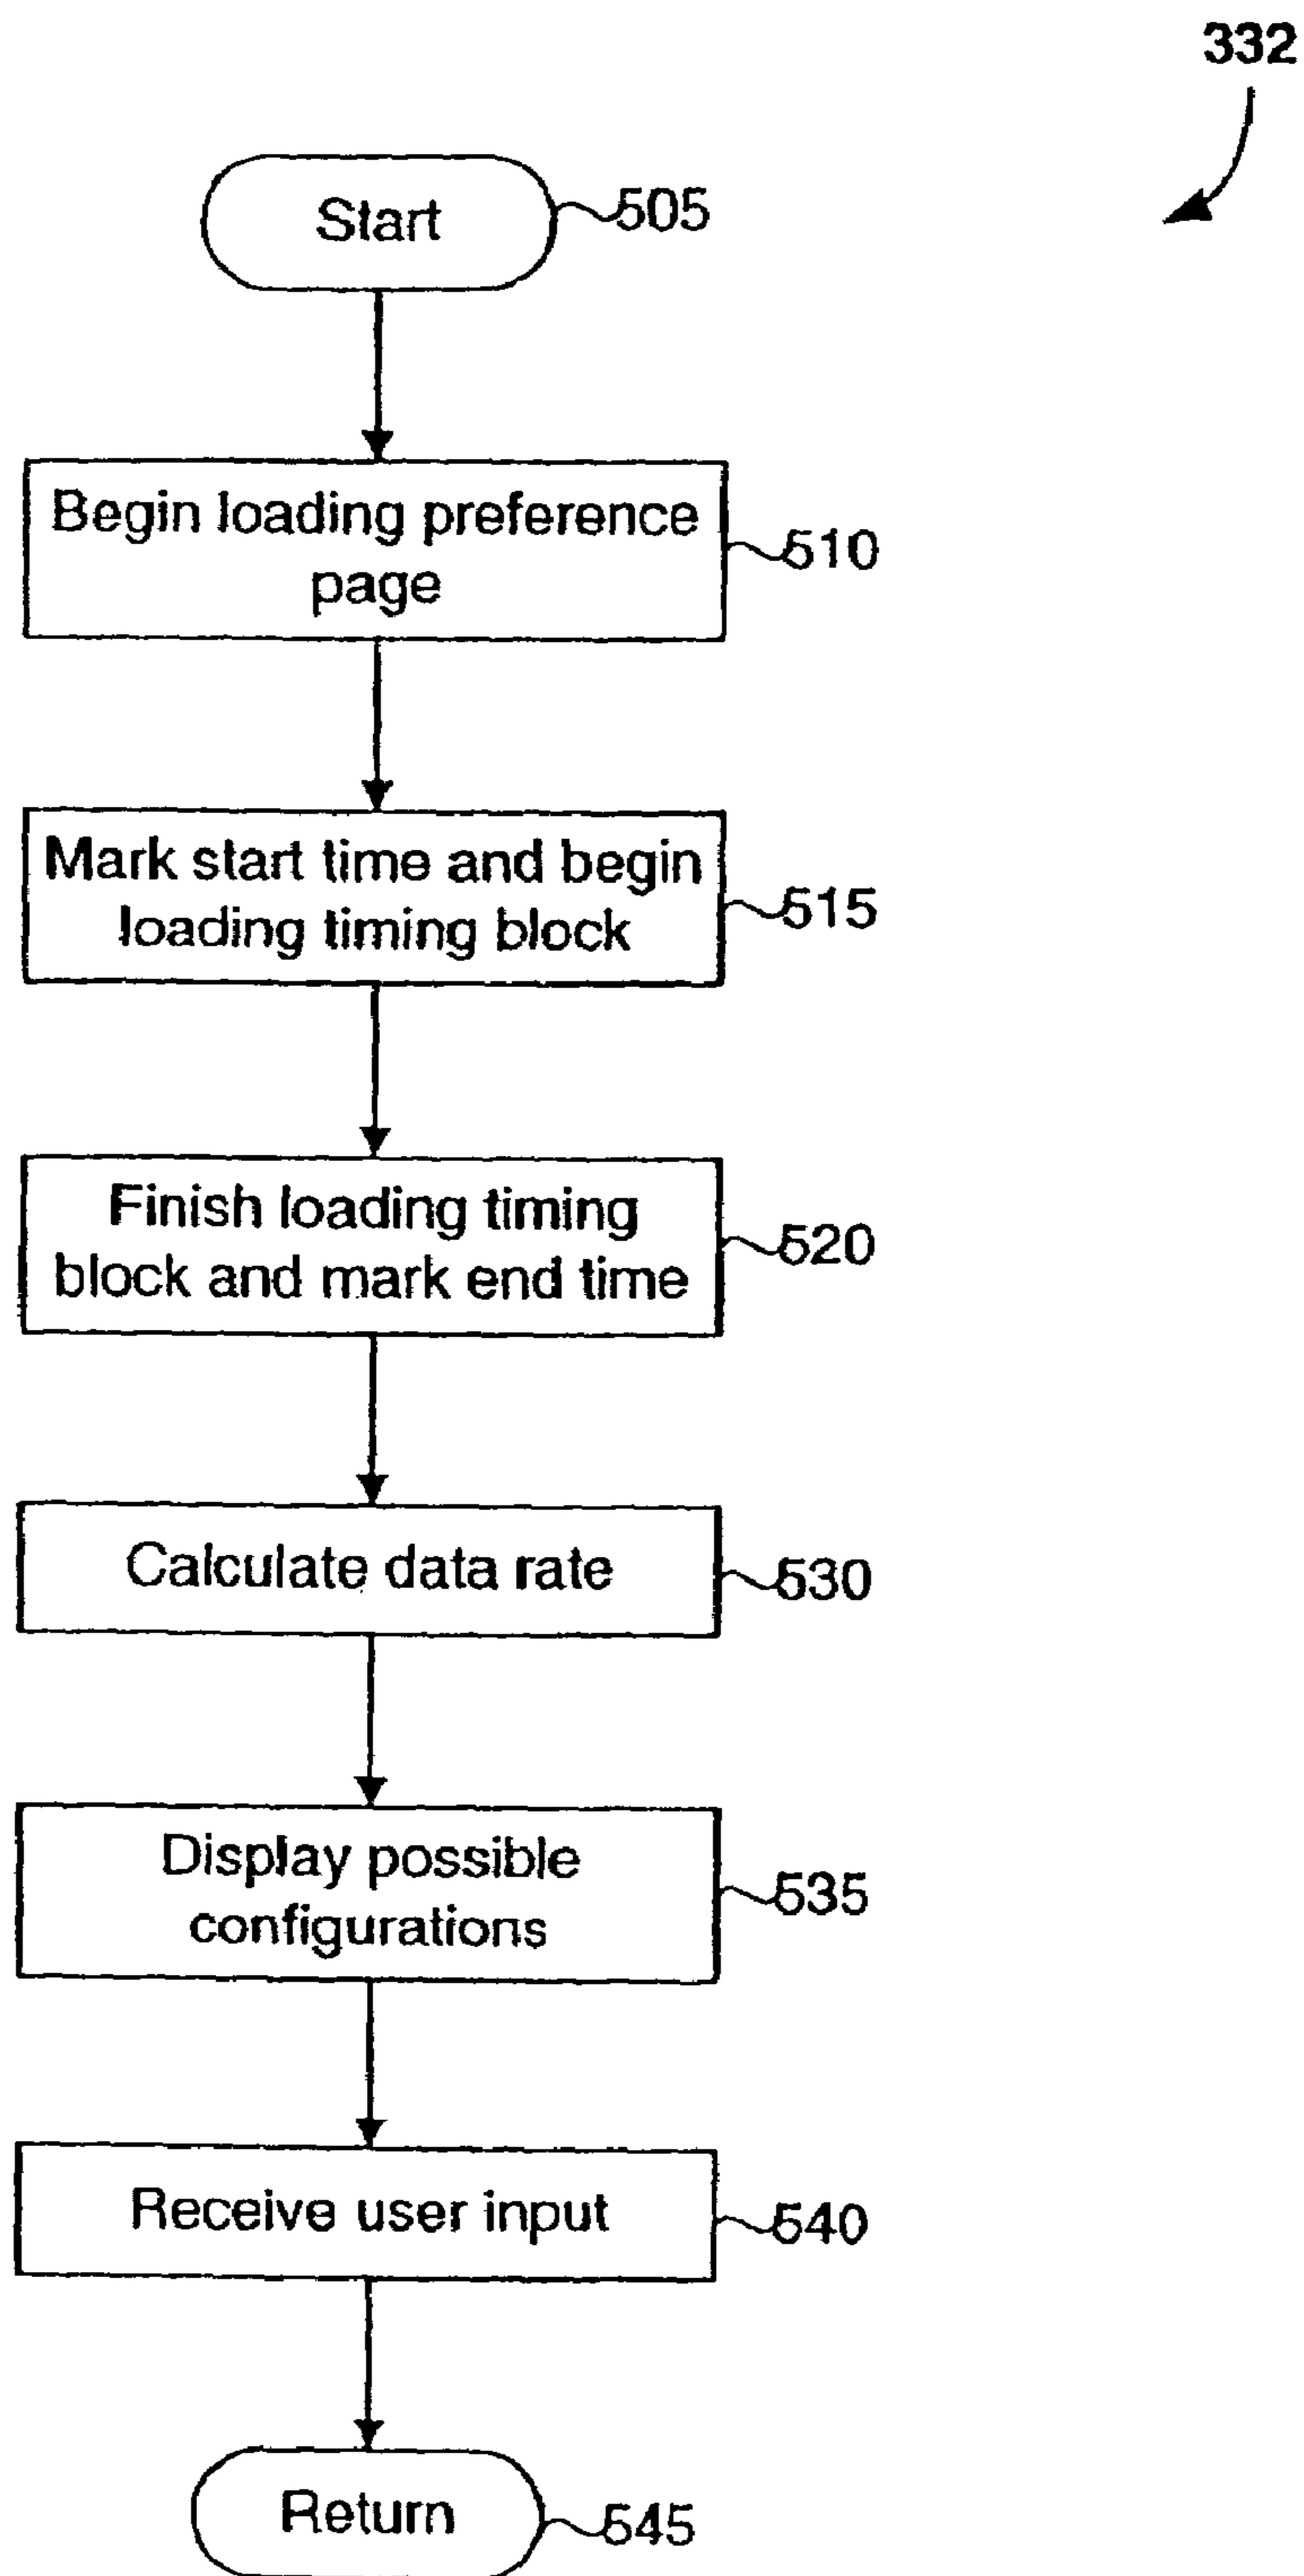 332
Start
505
Begin loading preference
page
510
Mark start time and begin
loading timing block
515
Finish loading timing
block and mark end time
520
Calculate data rate
530
Display possible
configurations
535
Receive user input
540
Return
545